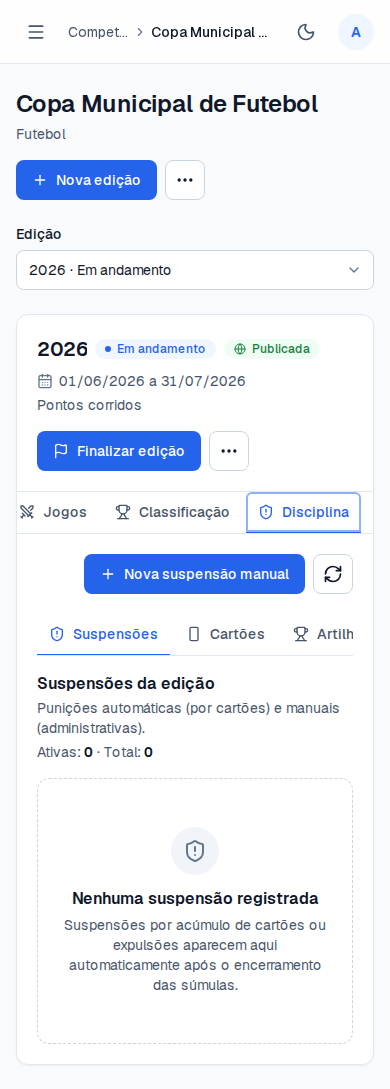 Compet... > Copa Municipal ...
A
Copa Municipal de Futebol
Futebol
+ Nova edição
Edição
2026 · Em andamento
2026 Em andamento Publicada
01/06/2026 a 31/07/2026
Pontos corridos
Finalizar edição
Jogos Classificação Disciplina
+ Nova suspensão manual
Suspensões Cartões Artilh
Suspensões da edição
Punições automáticas (por cartões) e manuais
(administrativas).
Ativas: 0 · Total: 0
Nenhuma suspensão registrada
Suspensões por acúmulo de cartões ou
expulsões aparecem aqui
automaticamente após o encerramento
das súmulas.